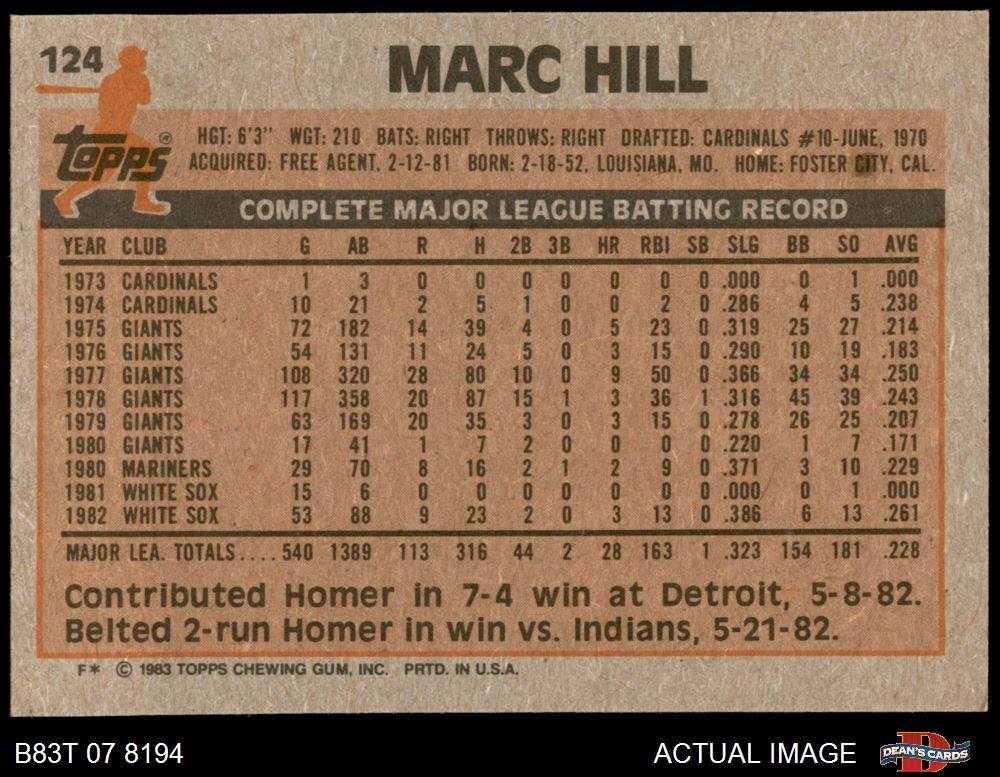 124
MARC HILL
Topps®
HGT: 6'3" WGT: 210 BATS: RIGHT THROWS: RIGHT DRAFTED: CARDINALS #10-JUNE, 1970
ACQUIRED: FREE AGENT, 2-12-81 BORN: 2-18-52, LOUISIANA, MO. HOME: FOSTER CITY, CAL.
COMPLETE MAJOR LEAGUE BATTING RECORD
YEAR CLUB G AB R H 2B 3B HR RBI SB SLG BB SO AVG
1973 CARDINALS 1 3 0 0 0 0 0 0 0 .000 0 1 .000
1974 CARDINALS 10 21 2 5 1 0 0 2 0 .286 4 5 .238
1975 GIANTS 72 182 14 39 4 0 5 23 0 .319 25 27 .214
1976 GIANTS 54 131 11 24 5 0 3 15 0 .290 10 19 .183
1977 GIANTS 108 320 28 80 10 0 9 50 0 .366 34 34 .250
1978 GIANTS 117 358 20 87 15 1 3 36 1 .316 45 39 .243
1979 GIANTS 63 169 20 35 3 0 3 15 0 .278 26 25 .207
1980 GIANTS 17 41 1 7 2 0 0 0 0 .220 1 7 .171
1980 MARINERS 29 70 8 16 2 1 2 9 0 .371 3 10 .229
1981 WHITE SOX 15 6 0 0 0 0 0 0 0 .000 0 1 .000
1982 WHITE SOX 53 88 9 23 2 0 3 13 0 .386 6 13 .261
MAJOR LEA. TOTALS.... 540 1389 113 316 44 2 28 163 1 .323 154 181 .228
Contributed Homer in 7-4 win at Detroit, 5-8-82.
Belted 2-run Homer in win vs. Indians, 5-21-82.
F* © 1983 TOPPS CHEWING GUM, INC. PRTD. IN U.S.A.
B83T 07 8194 ACTUAL IMAGE DEAN'S CARDS